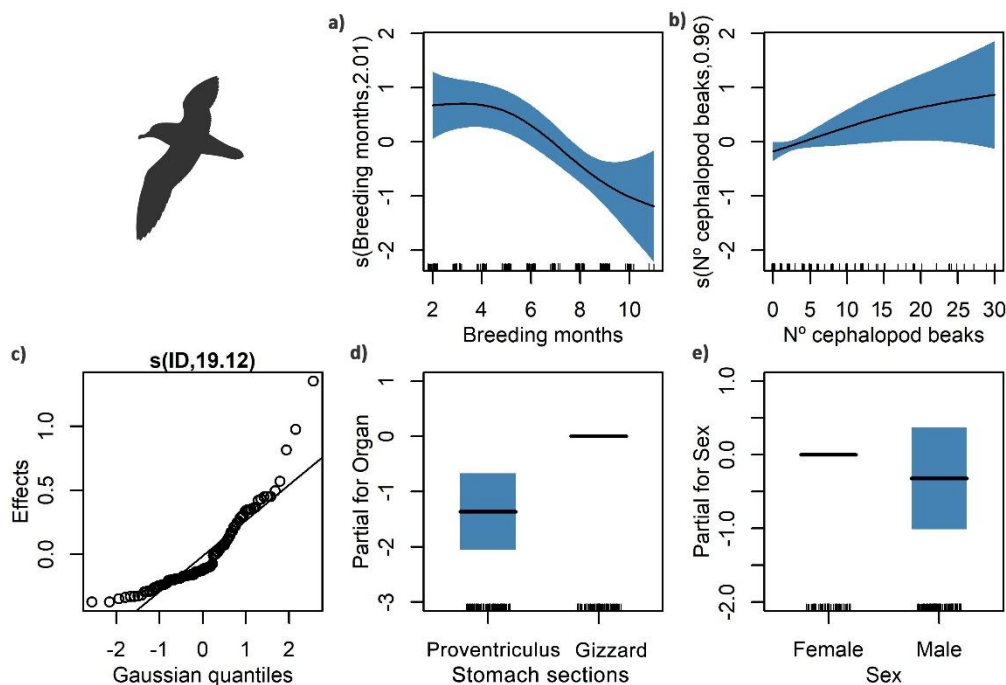 a)
s(Breeding months,2.01)
2
1
0
-1
-2
2 4 6 8 10
Breeding months
b)
s(Nº cephalopod beaks,0.96)
2
1
0
-1
-2
0 5 10 15 20 25 30
Nº cephalopod beaks
c)
s(ID,19.12)
Effects
1.0
0.5
0.0
-2 -1 0 1 2
Gaussian quantiles
d)
Partial for Organ
1
0
-1
-2
-3
Proventriculus Gizzard
Stomach sections
e)
Partial for Sex
1.0
0.0
-1.0
-2.0
Female Male
Sex